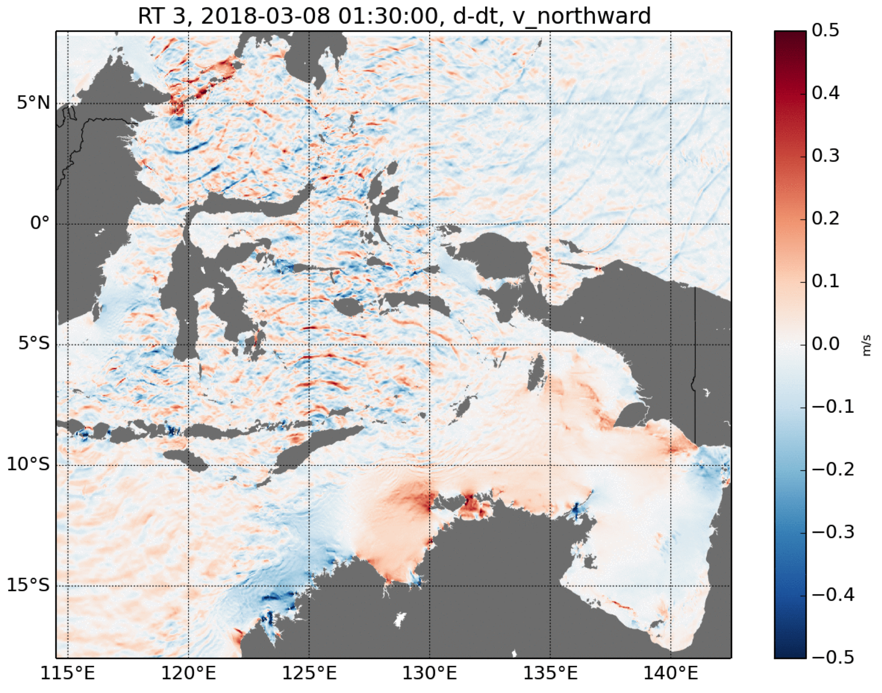 RT 3, 2018-03-08 01:30:00, d-dt, v_northward
5°N
0°
5°S
10°S
15°S
115°E 120°E 125°E 130°E 135°E 140°E
0.5
0.4
0.3
0.2
0.1
0.0
−0.1
−0.2
−0.3
−0.4
−0.5
m/s